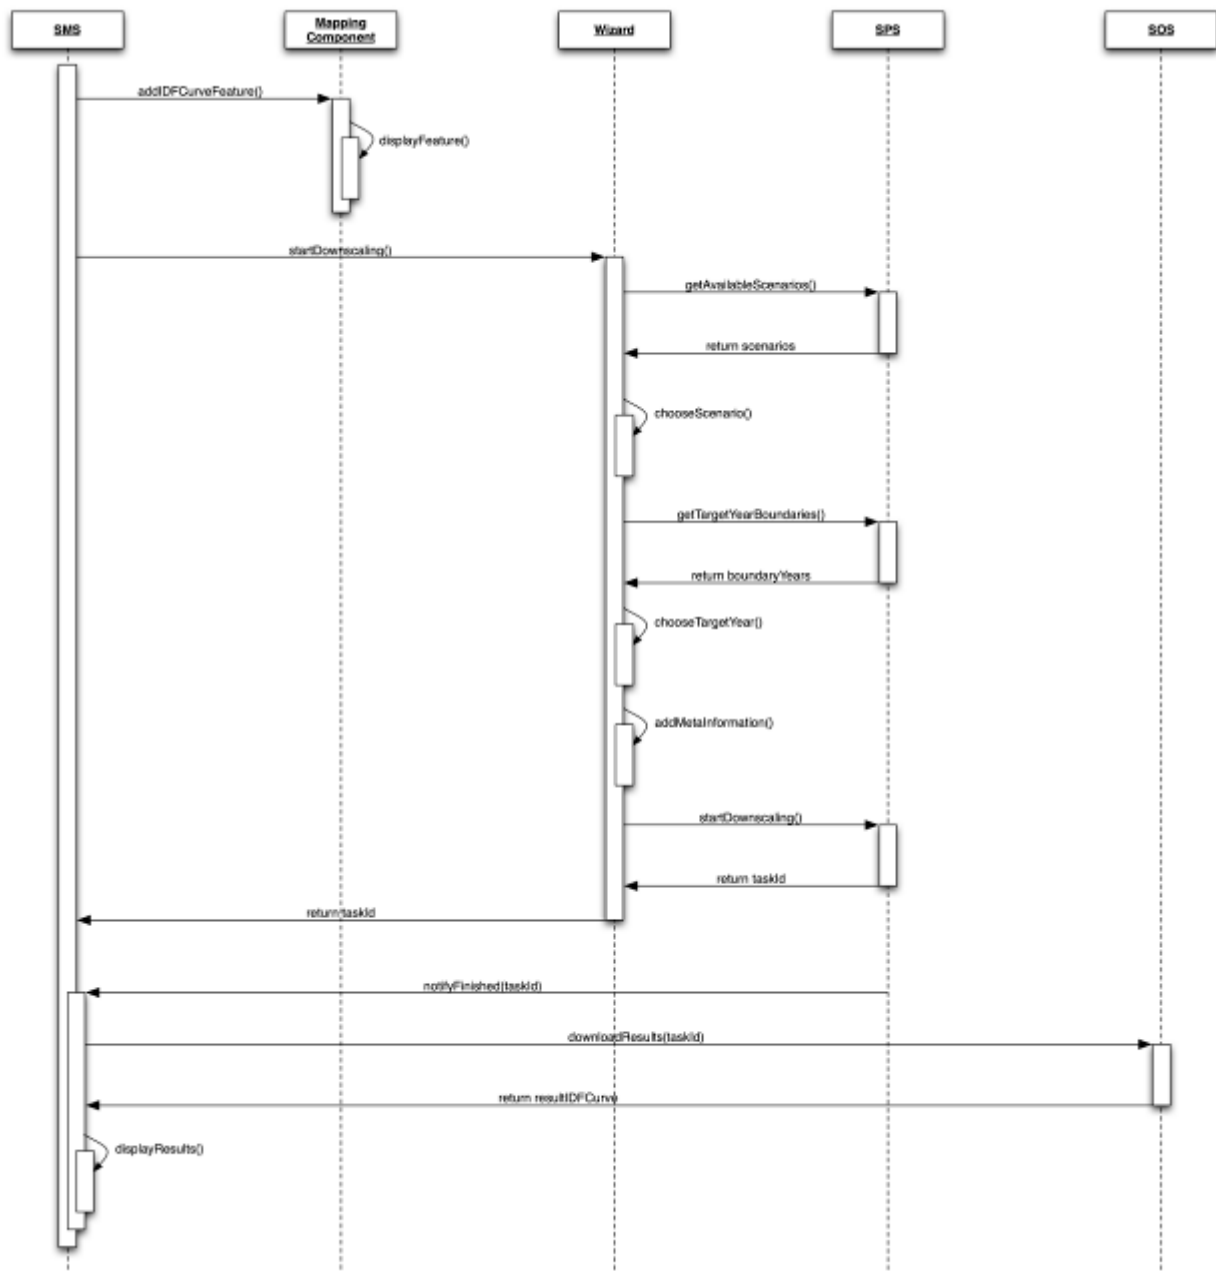 SMS
Mapping
Component
Wizard
SPS
SOS
addIDFCurveFeature()
displayFeature()
startDownscaling()
getAvailableScenarios()
return scenarios
chooseScenario()
getTargetYearBoundaries()
return boundaryYears
chooseTargetYear()
addMetaInformation()
startDownscaling()
return taskId
return taskId
notifyFinished(taskId)
downloadResults(taskId)
return resultIDFCurve
displayResults()